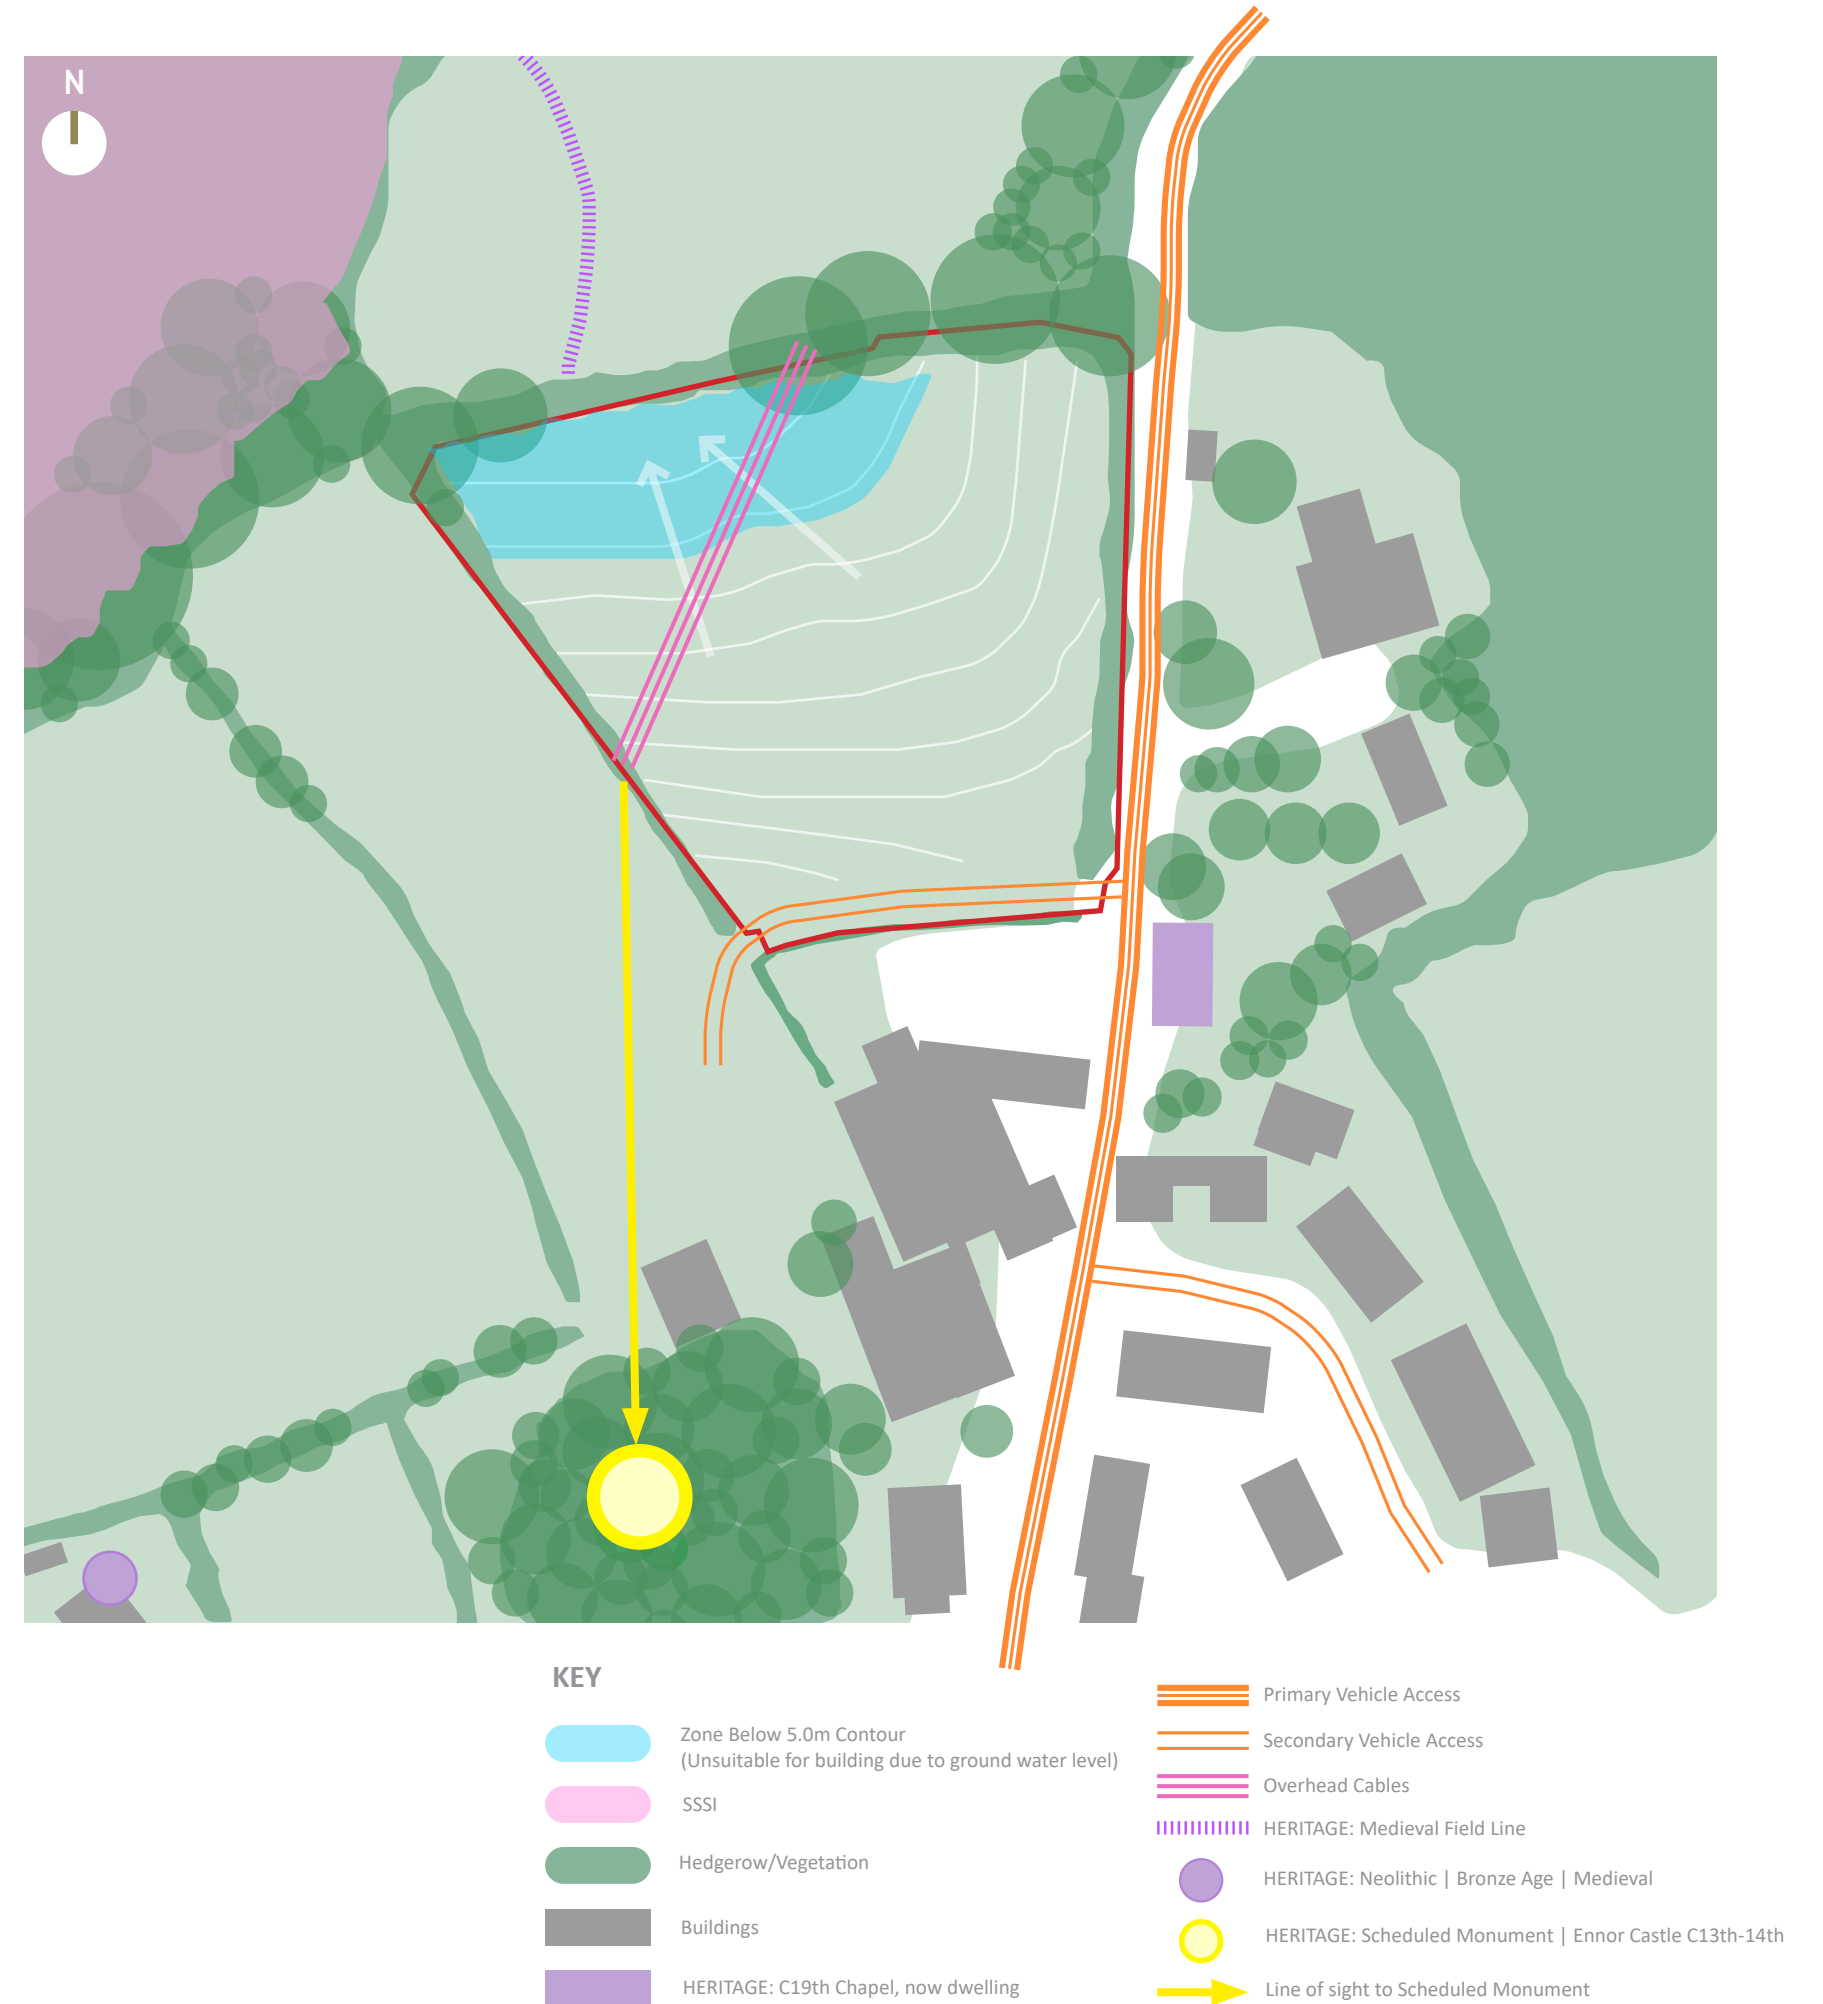 N
KEY
Zone Below 5.0m Contour
(Unsuitable for building due to ground water level)
SSSI
Hedgerow/Vegetation
Buildings
HERITAGE: C19th Chapel, now dwelling
Primary Vehicle Access
Secondary Vehicle Access
Overhead Cables
HERITAGE: Medieval Field Line
HERITAGE: Neolithic | Bronze Age | Medieval
HERITAGE: Scheduled Monument | Ennor Castle C13th-14th
Line of sight to Scheduled Monument